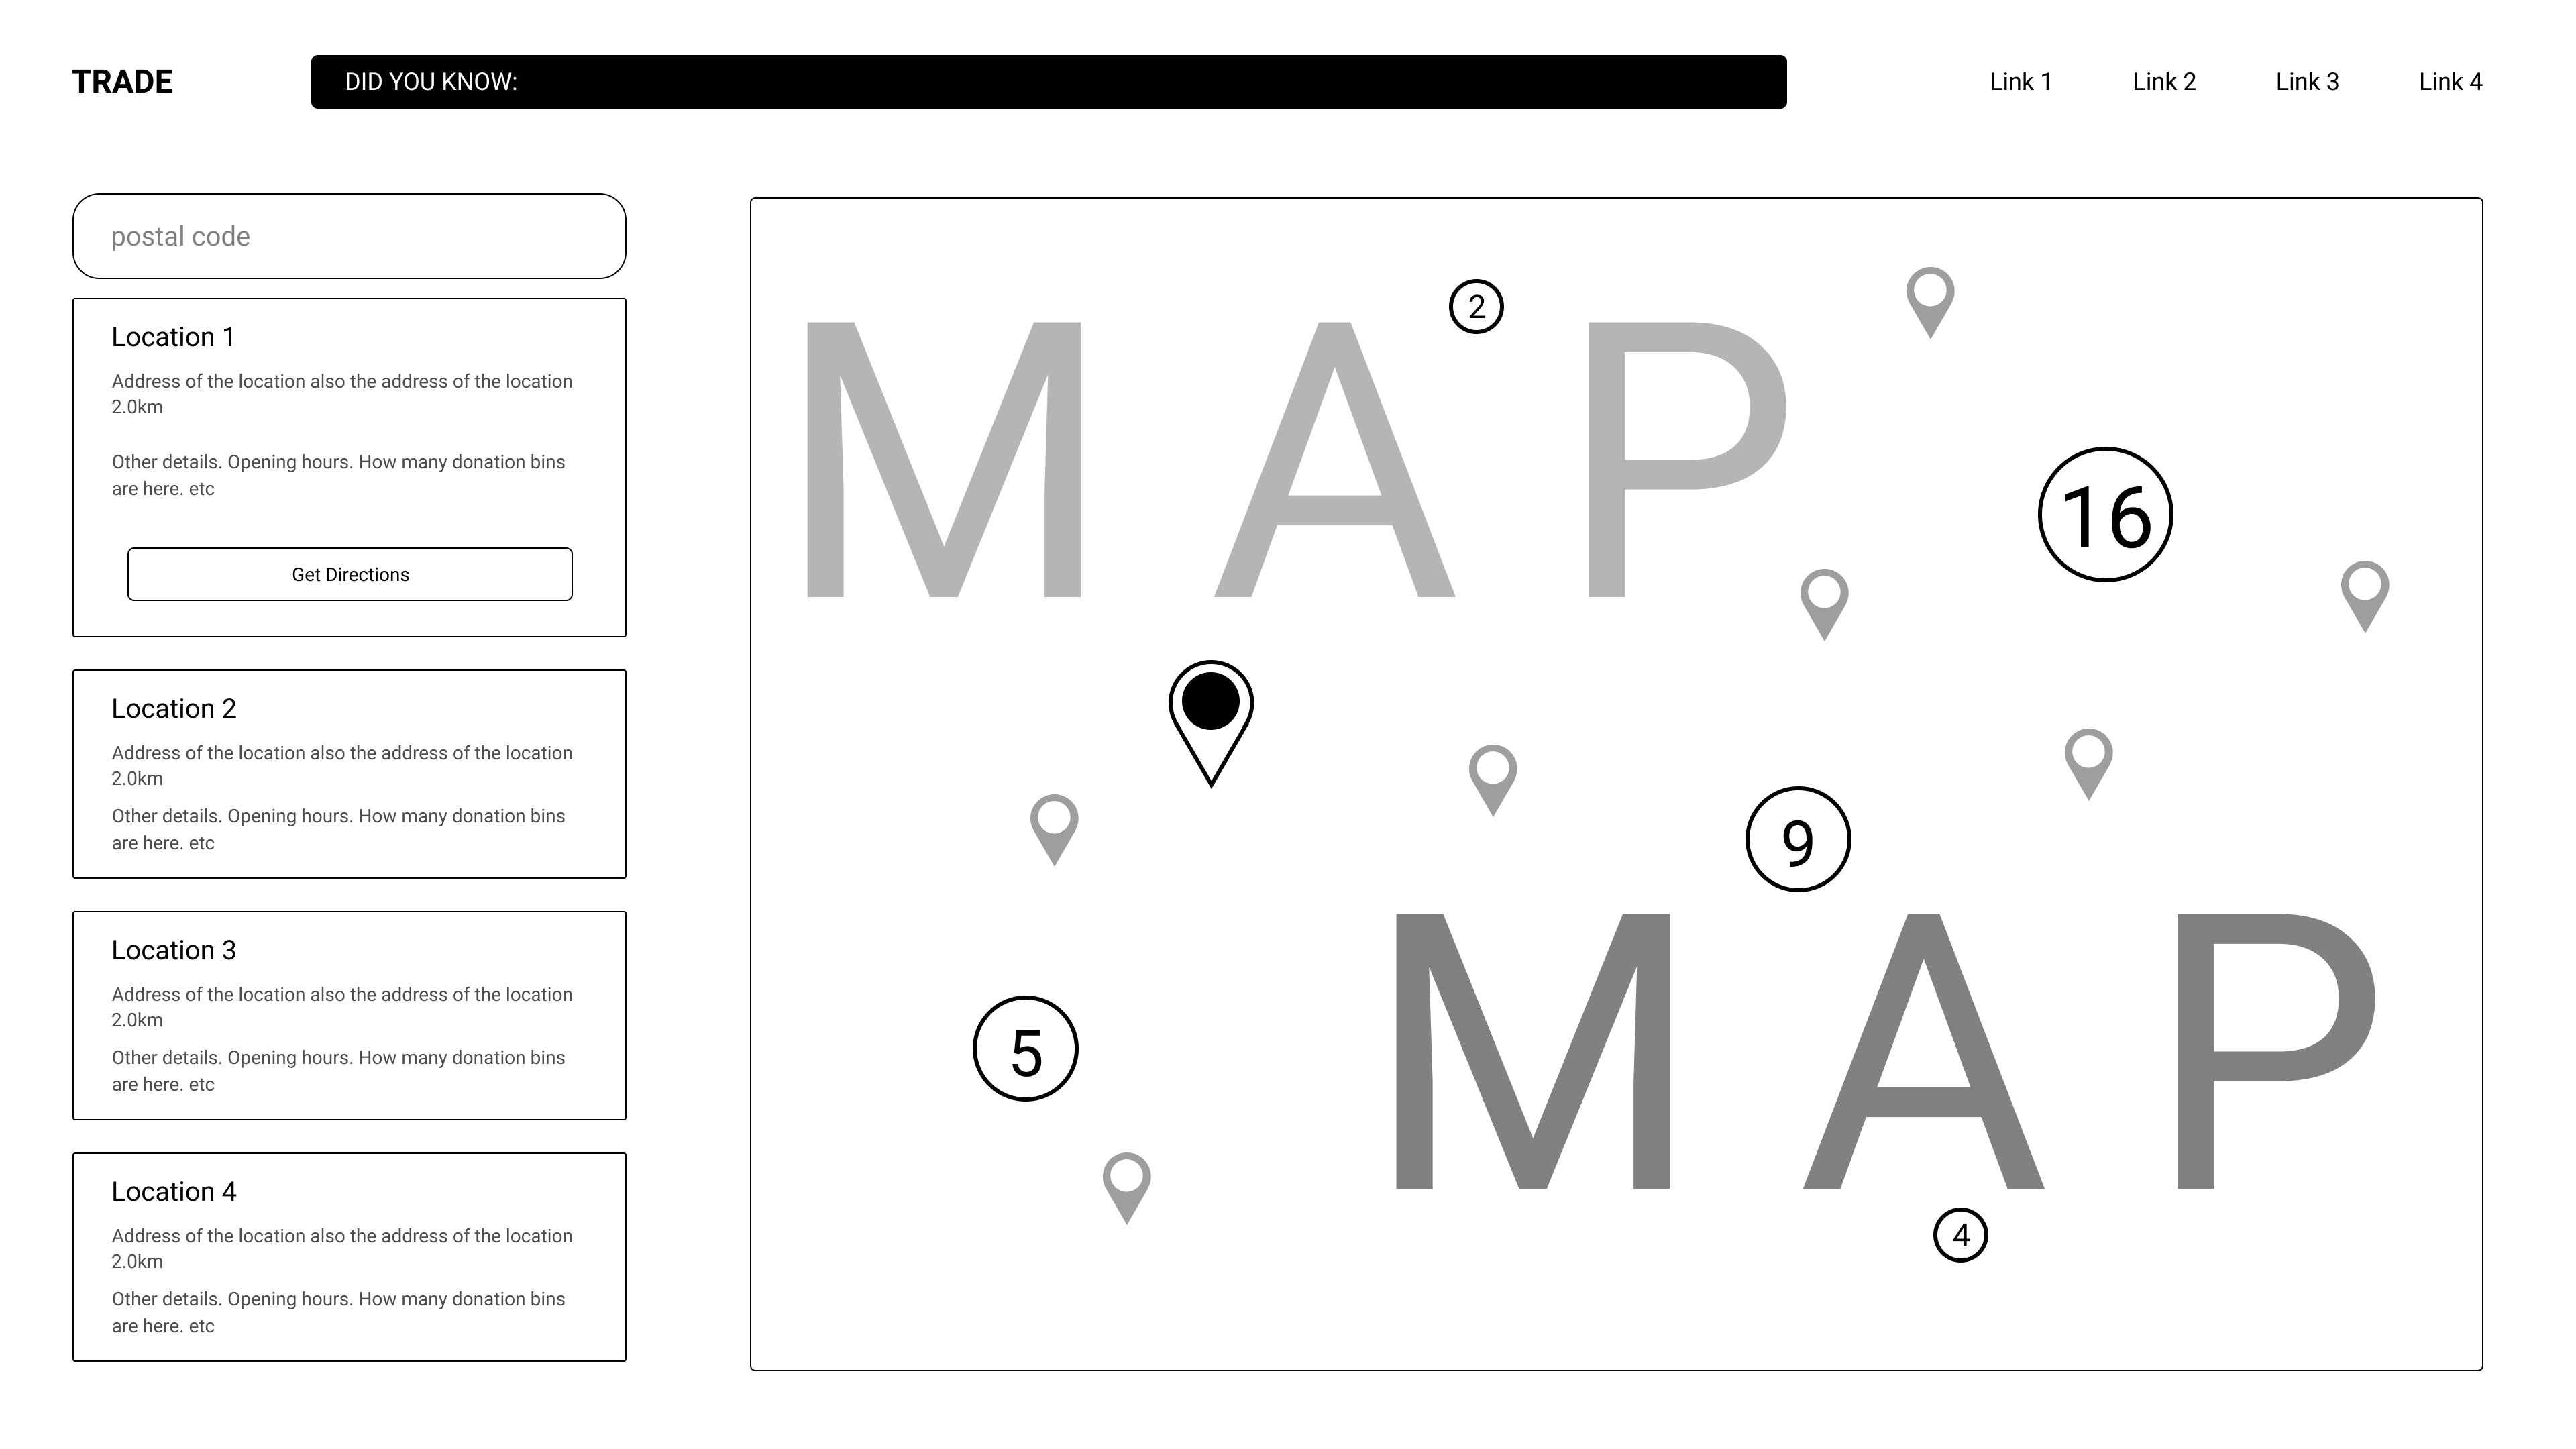 TRADE
DID YOU KNOW:
Link 1
Link 2
Link 3
Link 4
postal code
Location 1
Address of the location also the address of the location
2.0km
Other details. Opening hours. How many donation bins
are here. etc
Get Directions
Location 2
Address of the location also the address of the location
2.0km
Other details. Opening hours. How many donation bins
are here. etc
Location 3
Address of the location also the address of the location
2.0km
Other details. Opening hours. How many donation bins
are here. etc
Location 4
Address of the location also the address of the location
2.0km
Other details. Opening hours. How many donation bins
are here. etc
2
MAP
16
9
5
MAP
4